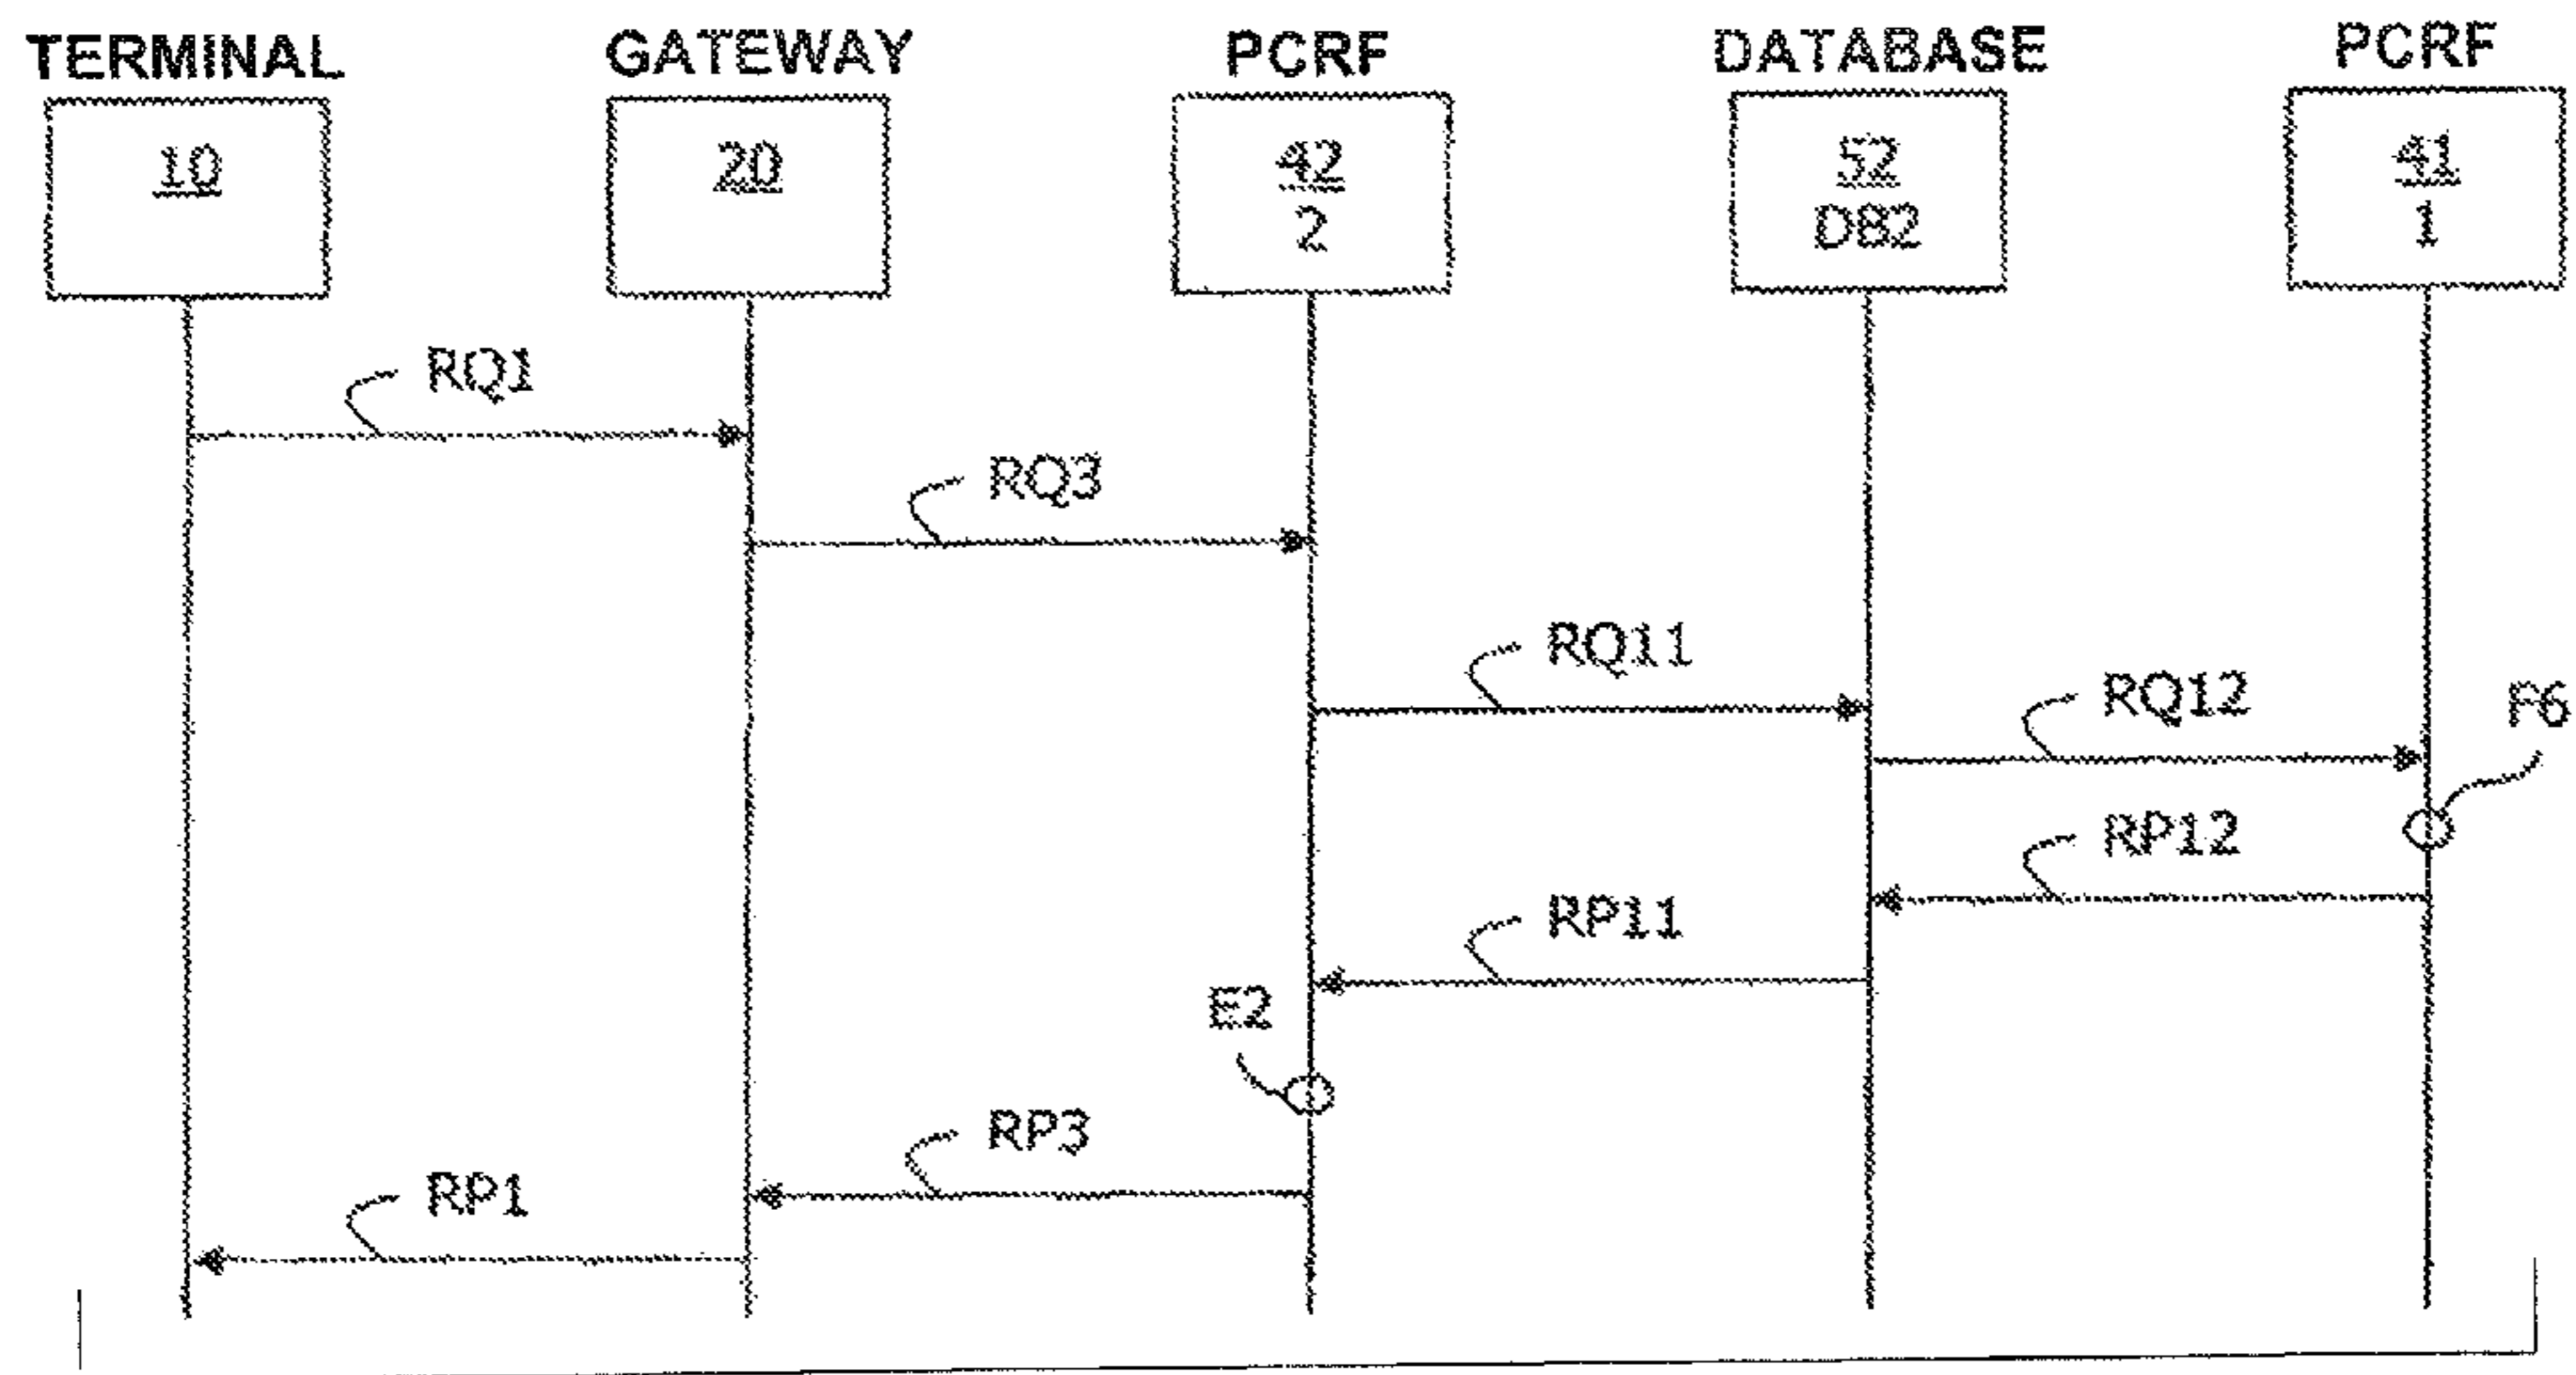 TERMINAL GATEWAY PCRF DATABASE PCRF
10 20 42 52 41
2 DB2 1
RQ1
RQ3
RQ11
RQ12
RP12
RP11
E2
RP3
RP1